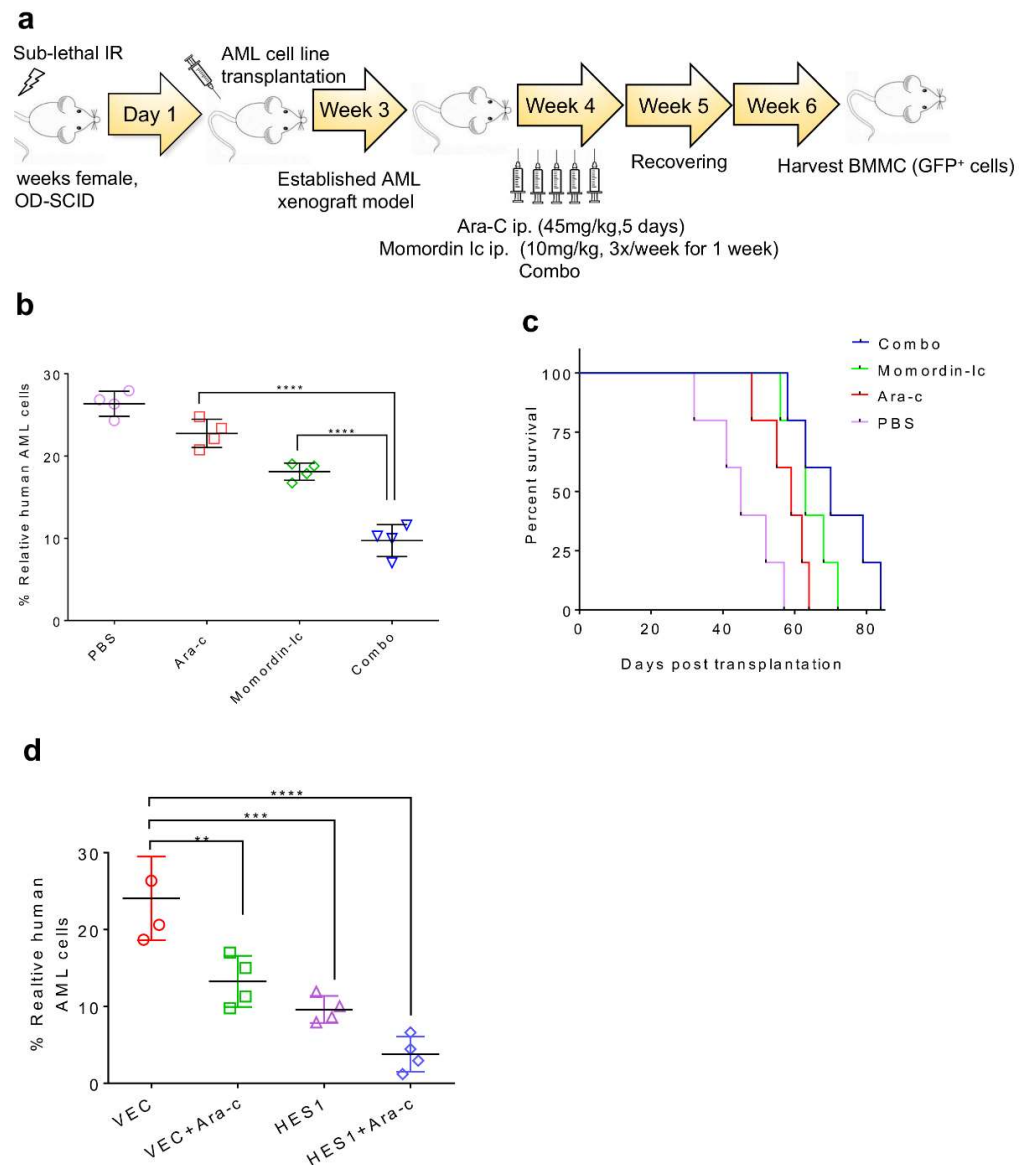 a
Sub-lethal IR
AML cell line
transplantation
Day 1
Week 3
Week 4
Week 5
Week 6
weeks female,
OD-SCID
Established AML
xenograft model
Recovering
Harvest BMMC (GFP⁺ cells)
Ara-C ip. (45mg/kg,5 days)
Momordin Ic ip. (10mg/kg, 3x/week for 1 week)
Combo
b
% Relative human AML cells
30
20
10
0
****
****
PBS
Ara-c
Momordin-Ic
Combo
c
Combo
Momordin-Ic
Ara-c
PBS
Percent survival
100
75
50
25
0
0 20 40 60 80
Days post transplantation
d
****
***
**
% Realtive human
AML cells
30
20
10
0
VEC
VEC+Ara-c
HES1
HES1+Ara-c